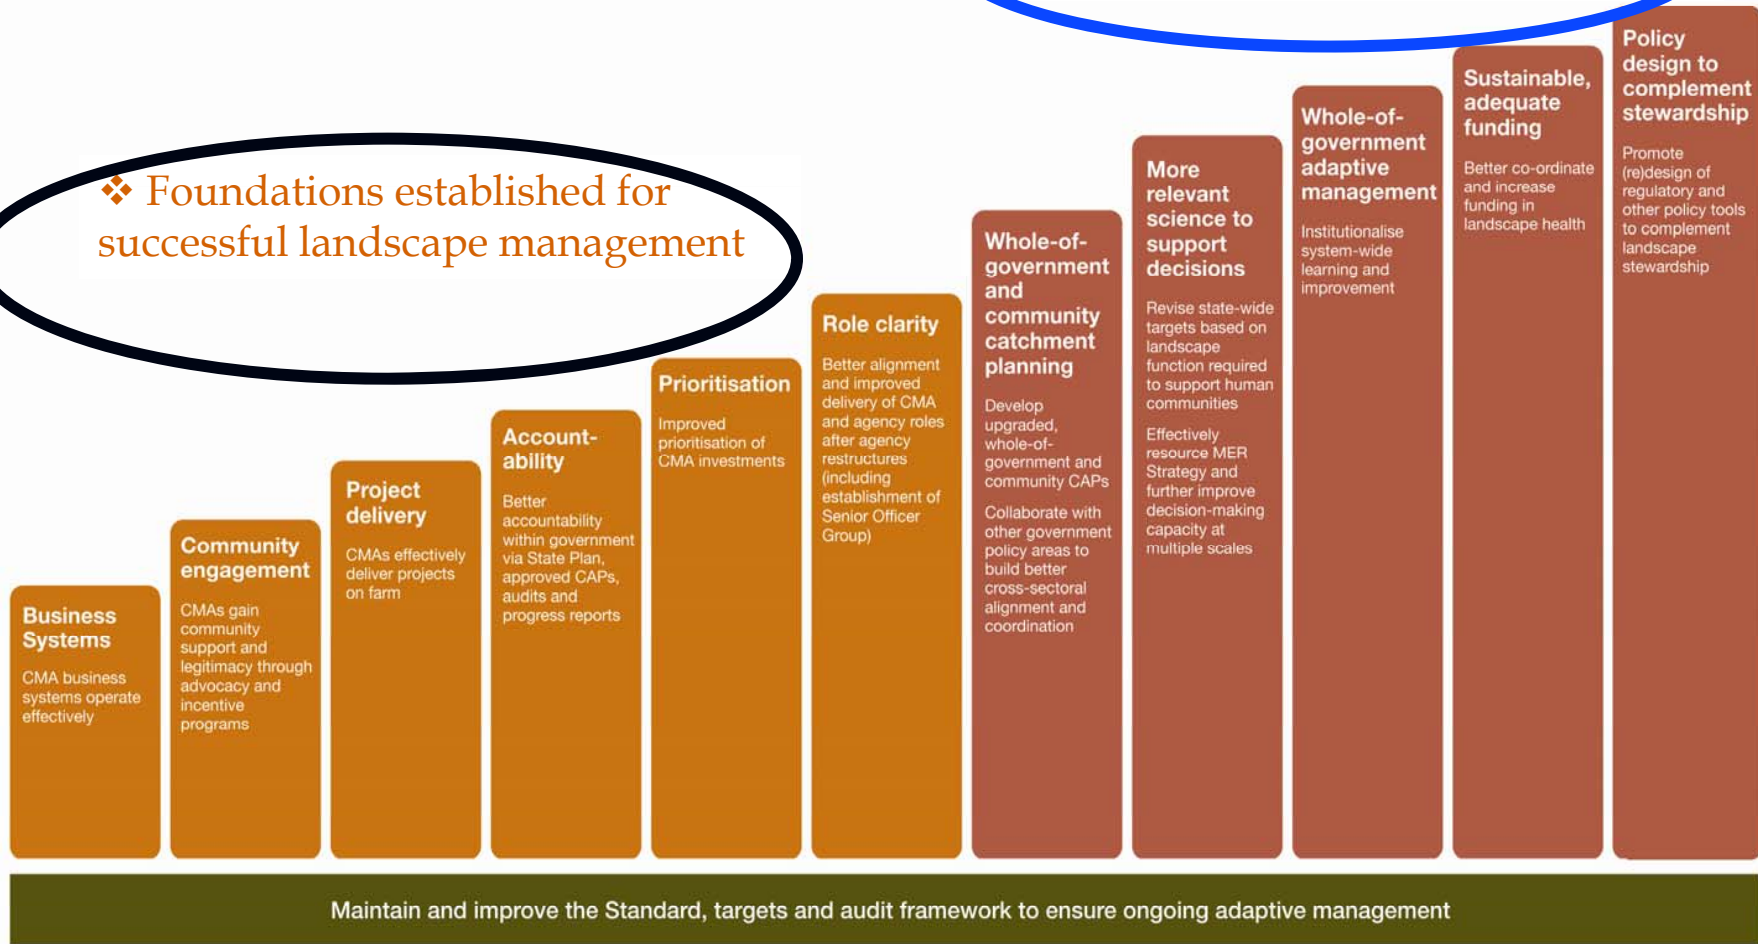 ❖ Foundations established for
successful landscape management
Business
Systems
CMA business
systems operate
effectively
Community
engagement
CMAs gain
community
support and
legitimacy through
advocacy and
incentive
programs
Project
delivery
CMAs effectively
deliver projects
on farm
Account-
ability
Better
accountability
within government
via State Plan,
approved CAPs,
audits and
progress reports
Prioritisation
Improved
prioritisation of
CMA investments
Role clarity
Better alignment
and improved
delivery of CMA
and agency roles
after agency
restructures
(including
establishment of
Senior Officer
Group)
Whole-of-
government
and
community
catchment
planning
Develop
upgraded,
whole-of-
government and
community CAPs
Collaborate with
other government
policy areas to
build better
cross-sectoral
alignment and
coordination
More
relevant
science to
support
decisions
Revise state-wide
targets based on
landscape
function required
to support human
communities
Effectively
resource MER
Strategy and
further improve
decision-making
capacity at
multiple scales
Whole-of-
government
adaptive
management
Institutionalise
system-wide
learning and
improvement
Sustainable,
adequate
funding
Better co-ordinate
and increase
funding in
landscape health
Policy
design to
complement
stewardship
Promote
(re)design of
regulatory and
other policy tools
to complement
landscape
stewardship
Maintain and improve the Standard, targets and audit framework to ensure ongoing adaptive management